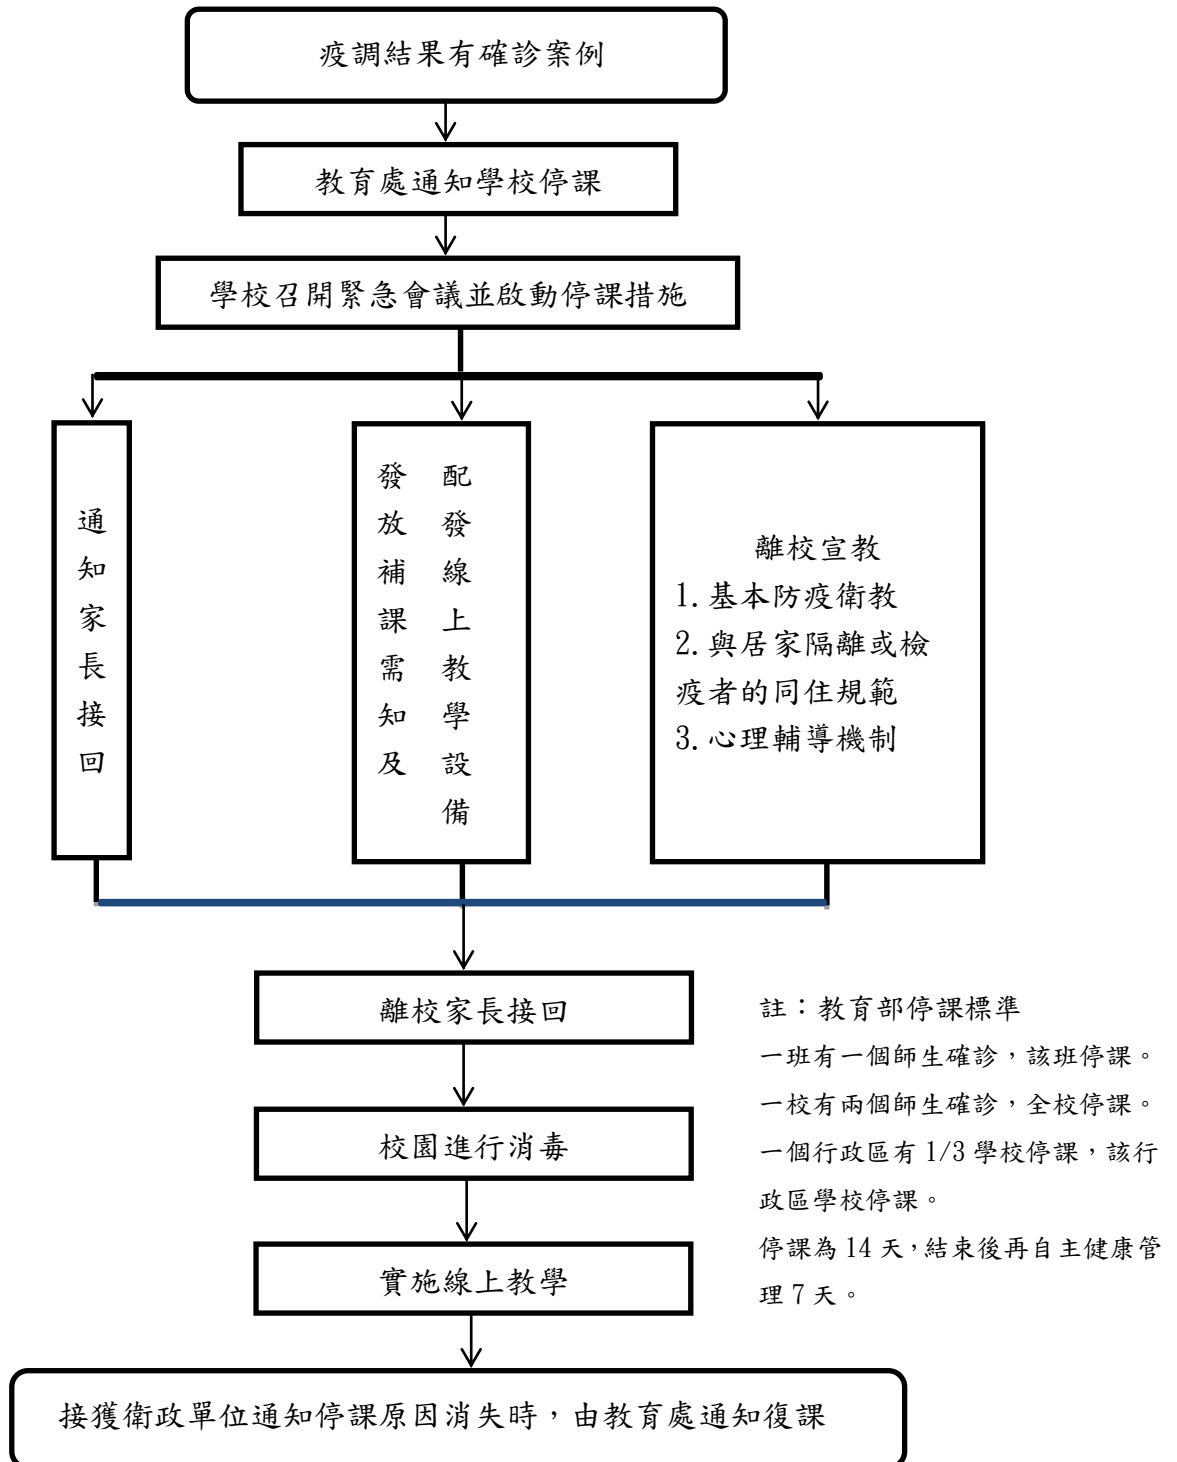 疫調結果有確診案例
教育處通知學校停課
學校召開緊急會議並啟動停課措施
通知家長接回
發放補課需知及
配發線上教學設備
離校宣教
1.基本防疫衛教
2.與居家隔離或檢
疫者的同住規範
3.心理輔導機制
離校家長接回
校園進行消毒
實施線上教學
接獲衛政單位通知停課原因消失時，由教育處通知復課
註：教育部停課標準
一班有一個師生確診，該班停課。
一校有兩個師生確診，全校停課。
一個行政區有 1/3 學校停課，該行
政區學校停課。
停課為 14 天，結束後再自主健康管
理 7 天。